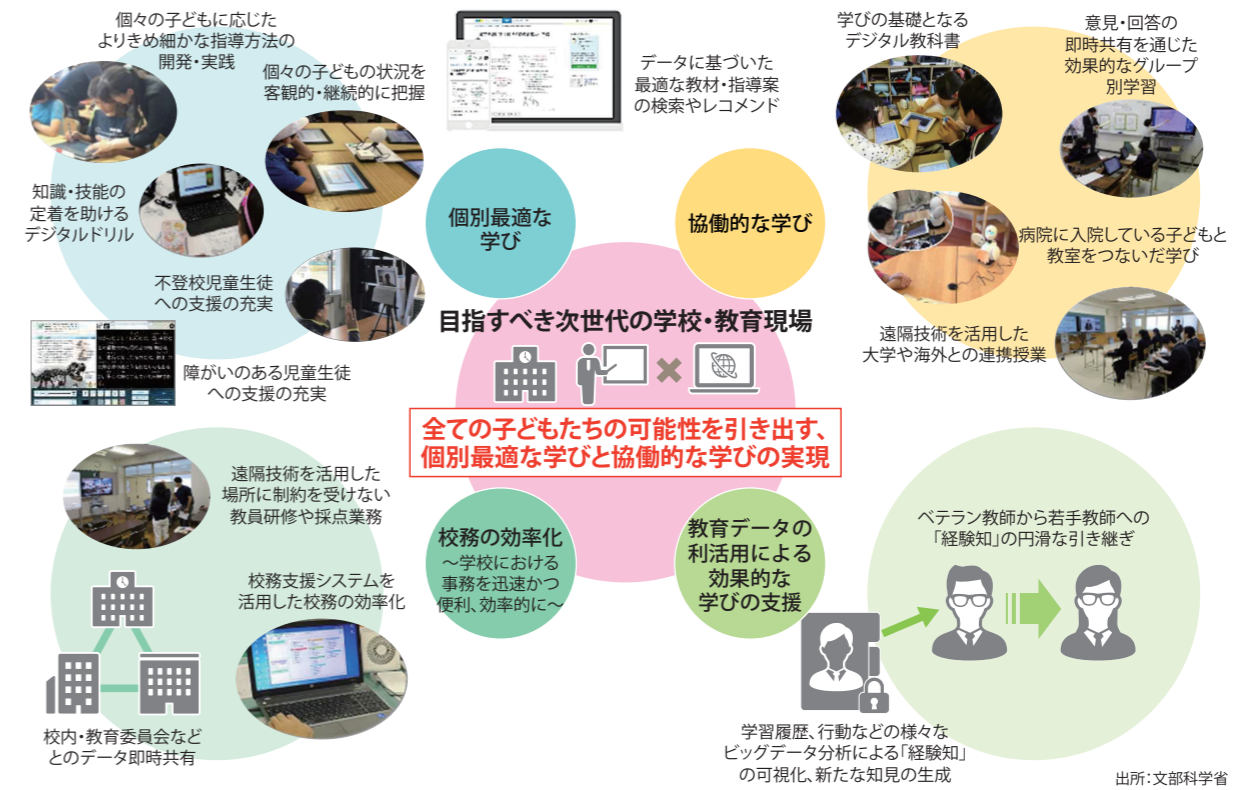 個々の子どもに応じた
よりきめ細かな指導方法の
開発・実践
個々の子どもの状況を
客観的・継続的に把握
知識・技能の
定着を助ける
デジタルドリル
不登校児童生徒
への支援の充実
障がいのある児童生徒
への支援の充実
データに基づいた
最適な教材・指導案
の検索やレコメンド
学びの基礎となる
デジタル教科書
意見・回答の
即時共有を通じた
効果的なグループ
別学習
病院に入院している子どもと
教室をつないだ学び
遠隔技術を活用した
大学や海外との連携授業
個別最適な
学び
協働的な学び
目指すべき次世代の学校・教育現場
全ての子どもたちの可能性を引き出す、
個別最適な学びと協働的な学びの実現
校務の効率化
～学校における
事務を迅速かつ
便利、効率的に～
教育データの
利活用による
効果的な
学びの支援
遠隔技術を活用した
場所に制約を受けない
教員研修や採点業務
校務支援システムを
活用した校務の効率化
校内・教育委員会など
とのデータ即時共有
ベテラン教師から若手教師への
「経験知」の円滑な引き継ぎ
学習履歴、行動などの様々な
ビッグデータ分析による「経験知」
の可視化、新たな知見の生成
出所：文部科学省